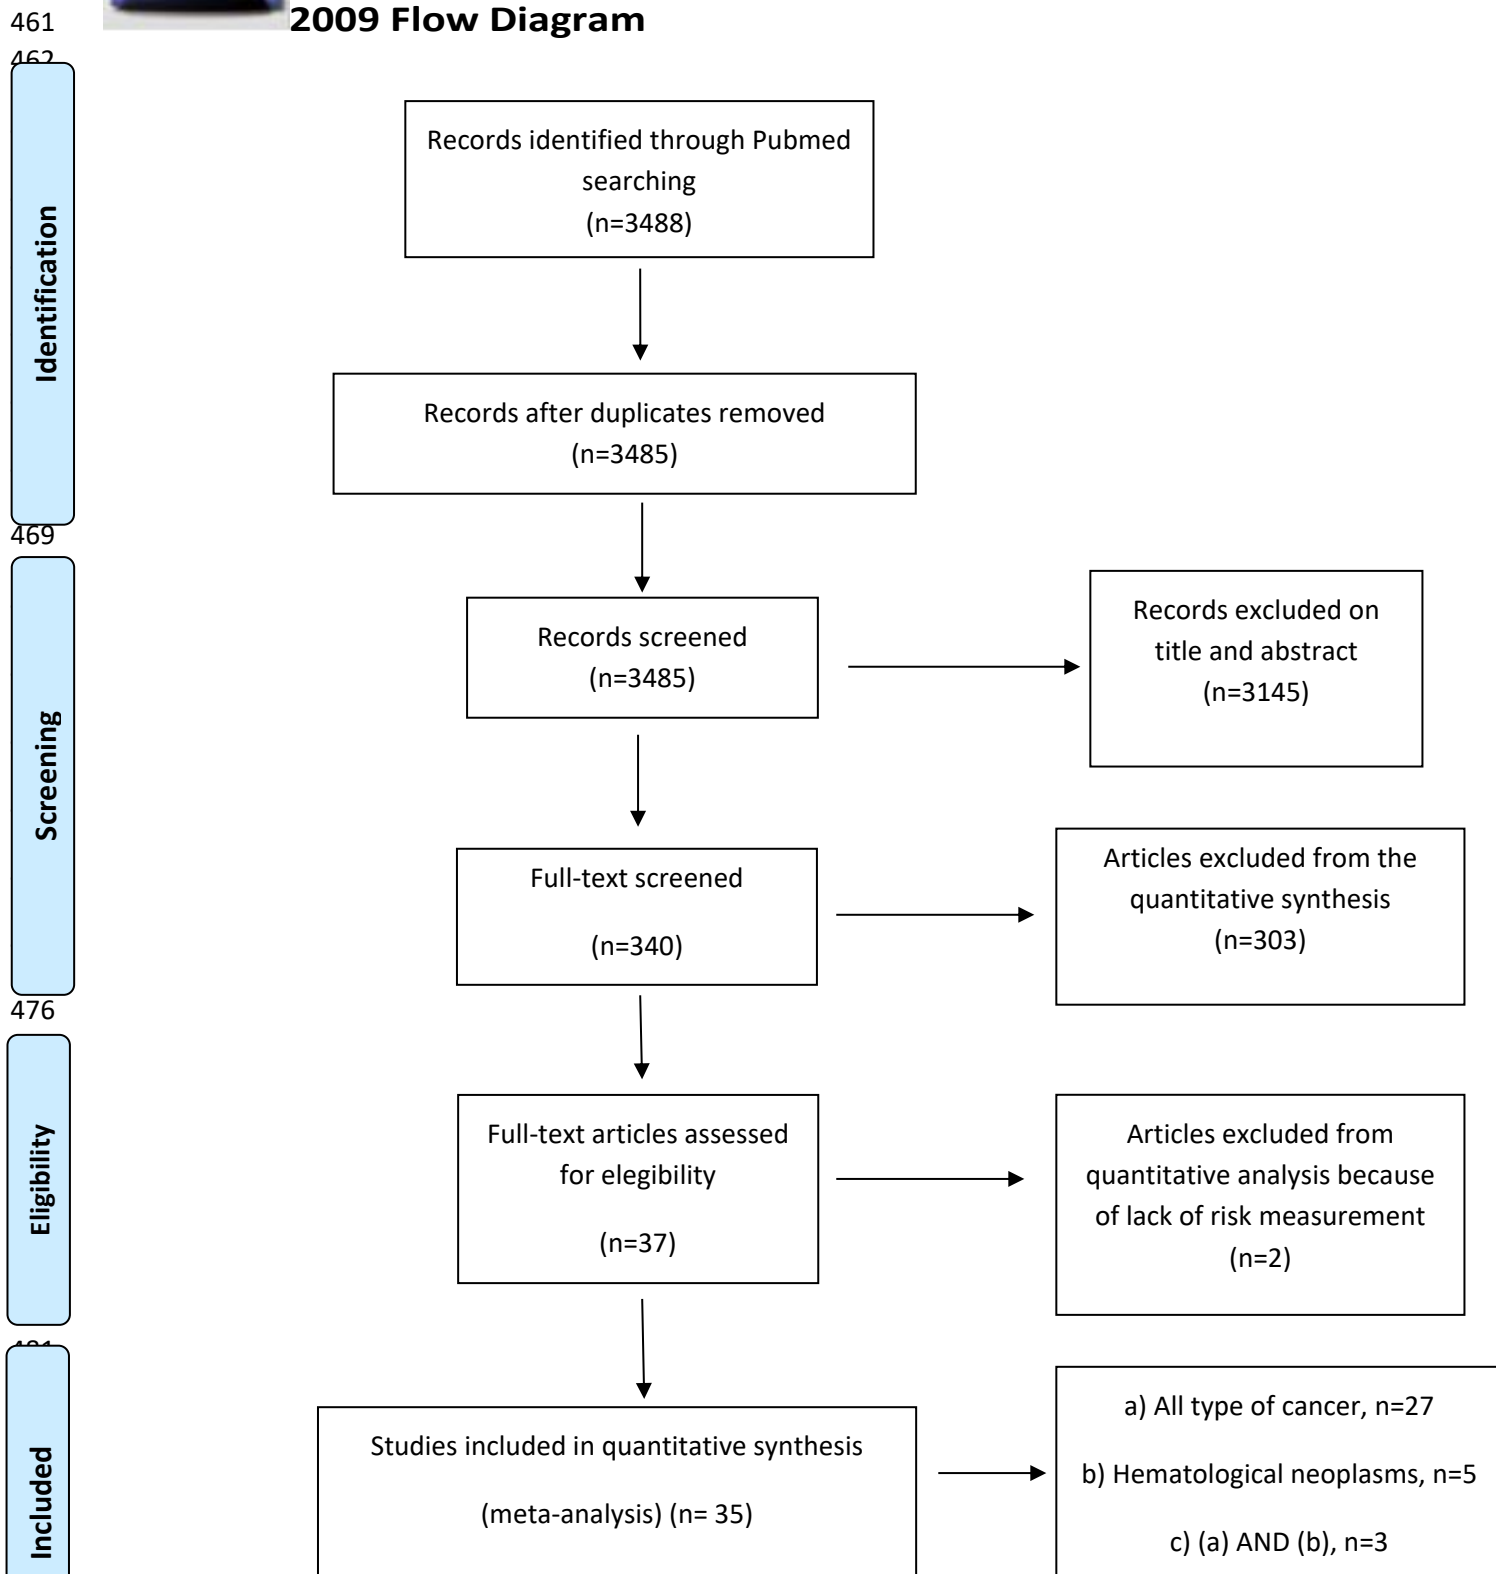 461
2009 Flow Diagram
462
Identification
Records identified through Pubmed
searching
(n=3488)
Records after duplicates removed
(n=3485)
469
Screening
Records screened
(n=3485)
Records excluded on
title and abstract
(n=3145)
Full-text screened
(n=340)
Articles excluded from the
quantitative synthesis
(n=303)
476
Eligibility
Full-text articles assessed
for elegibility
(n=37)
Articles excluded from
quantitative analysis because
of lack of risk measurement
(n=2)
Included
Studies included in quantitative synthesis
(meta-analysis) (n= 35)
a) All type of cancer, n=27
b) Hematological neoplasms, n=5
c) (a) AND (b), n=3